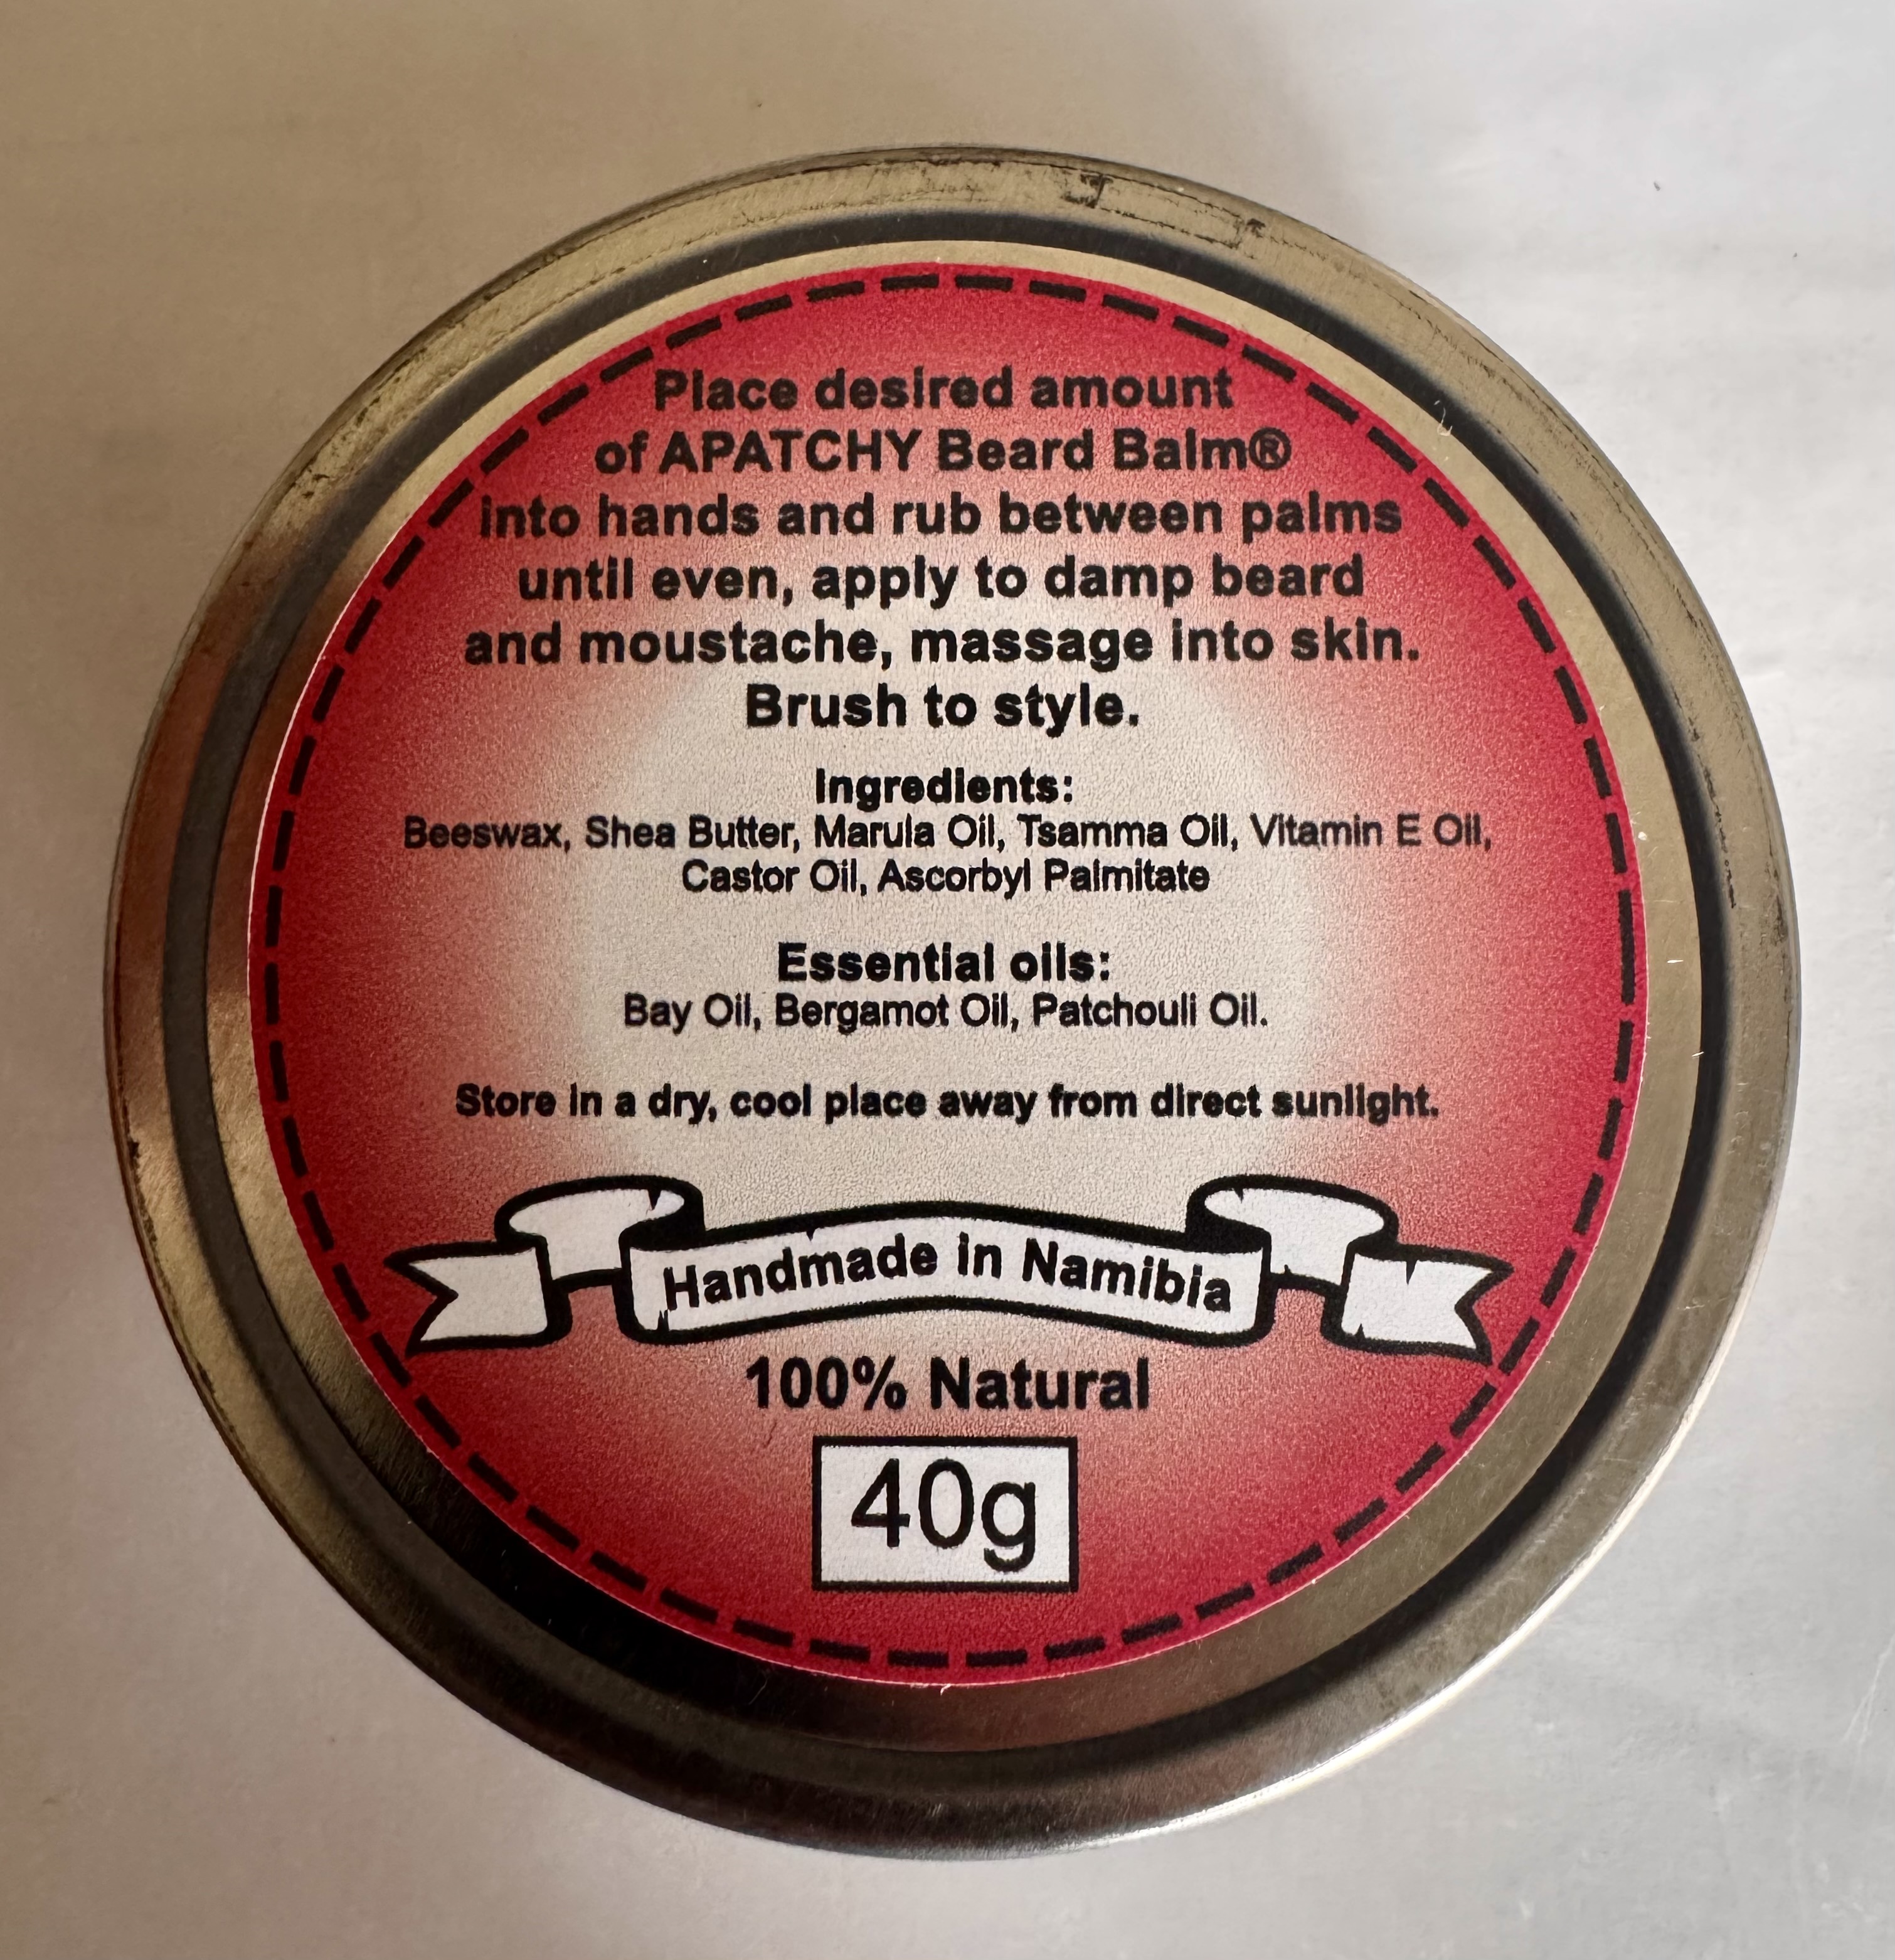 Place desired amount
of APATCHY Beard Balm®
into hands and rub between palms
until even, apply to damp beard
and moustache, massage into skin.
Brush to style.
Ingredients:
Beeswax, Shea Butter, Marula Oil, Tsamma Oil, Vitamin E Oil,
Castor Oil, Ascorbyl Palmitate
Essential oils:
Bay Oil, Bergamot Oil, Patchouli Oil.
Store in a dry, cool place away from direct sunlight.
Handmade in Namibia
100% Natural
40g